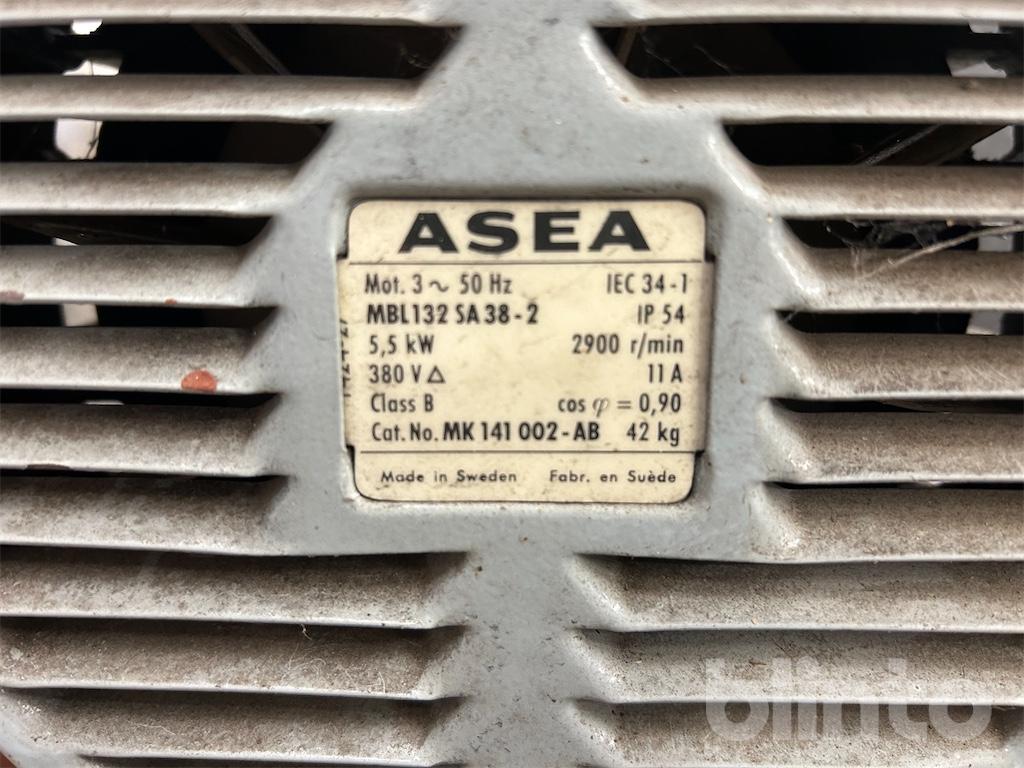 ASEA
Mot. 3 ~ 50 Hz IEC 34-1
MBL132 SA38-2 IP 54
5,5 kW 2900 r/min
380 V Δ 11 A
Class B cos φ = 0,90
Cat. No. MK 141 002-AB 42 kg
Made in Sweden Fabr. en Suède
blinto